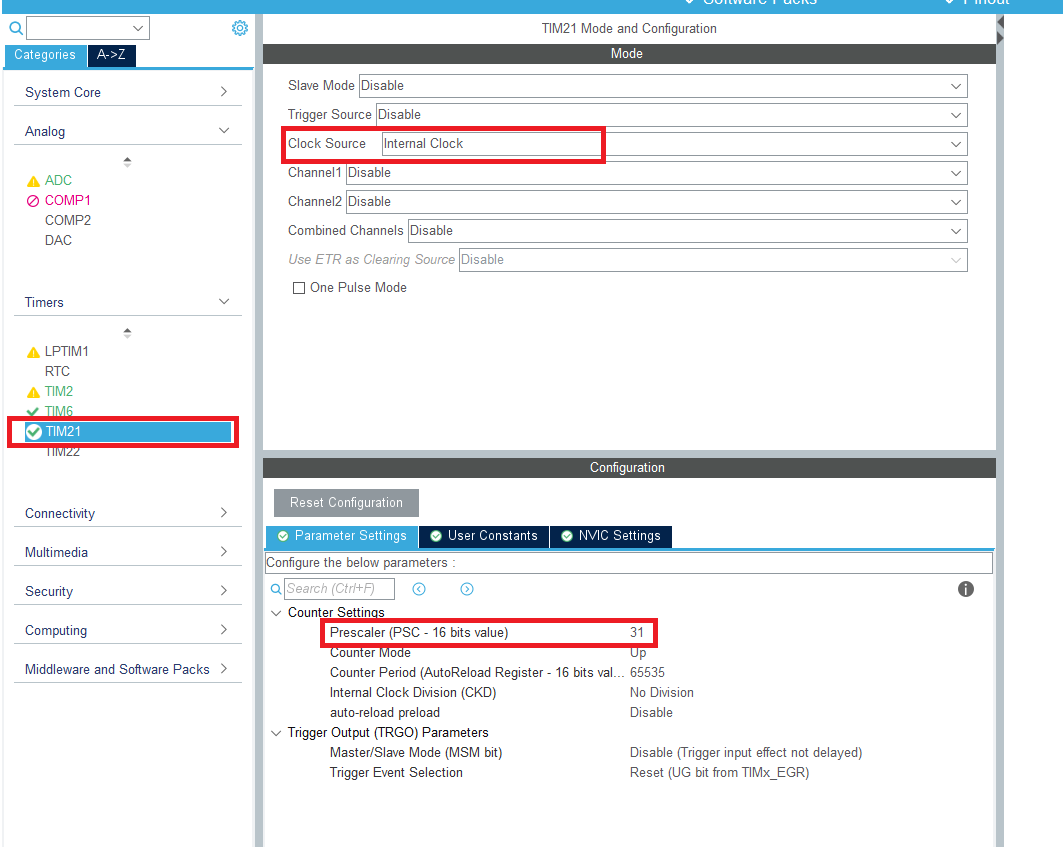 Software Packs
Pinout
TIM21 Mode and Configuration
Categories
A->Z
System Core
Analog
ADC
COMP1
COMP2
DAC
Timers
LPTIM1
RTC
TIM2
TIM6
TIM21
TIM22
Connectivity
Multimedia
Security
Computing
Middleware and Software Packs
Mode
Slave Mode Disable
Trigger Source Disable
Clock Source Internal Clock
Channel1 Disable
Channel2 Disable
Combined Channels Disable
Use ETR as Clearing Source Disable
One Pulse Mode
Configuration
Reset Configuration
Parameter Settings
User Constants
NVIC Settings
Configure the below parameters :
Search (Ctrl+F)
Counter Settings
Prescaler (PSC - 16 bits value) 31
Counter Mode Up
Counter Period (AutoReload Register - 16 bits val... 65535
Internal Clock Division (CKD) No Division
auto-reload preload Disable
Trigger Output (TRGO) Parameters
Master/Slave Mode (MSM bit) Disable (Trigger input effect not delayed)
Trigger Event Selection Reset (UG bit from TIMx_EGR)